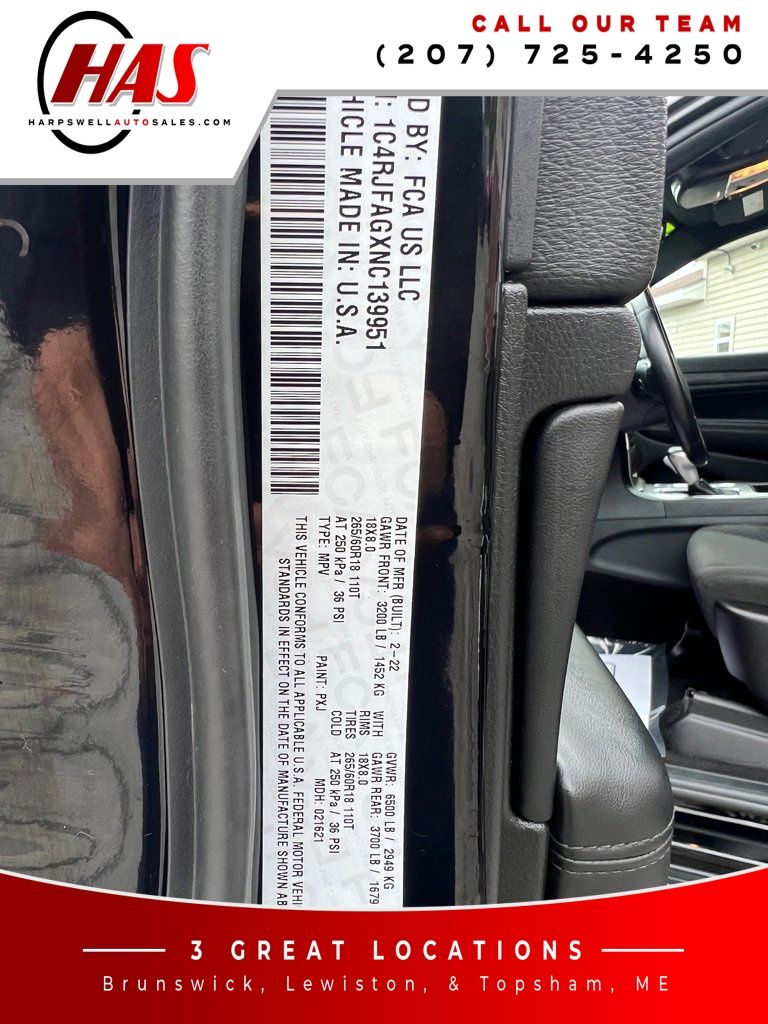 HAS
HARPSWELLAUTOSALES.COM
CALL OUR TEAM
(207) 725-4250
D BY: FCA US LLC
: 1C4RJFAGXNC139951
HICLE MADE IN: U.S.A.
DATE OF MFR (BUILT): 2-22 GVWR: 6500 LB / 2949 KG
GAWR FRONT: 3200 LB / 1452 KG WITH GAWR REAR: 3700 LB / 1679
18X8.0 RIMS 18X8.0
265/60R18 110T TIRES 265/60R18 110T
AT 250 kPa / 36 PSI COLD AT 250 kPa / 36 PSI
TYPE: MPV PAINT: PXJ MDH: 021621
THIS VEHICLE CONFORMS TO ALL APPLICABLE U.S.A. FEDERAL MOTOR VEHI
STANDARDS IN EFFECT ON THE DATE OF MANUFACTURE SHOWN AB
3 GREAT LOCATIONS
Brunswick, Lewiston, & Topsham, ME